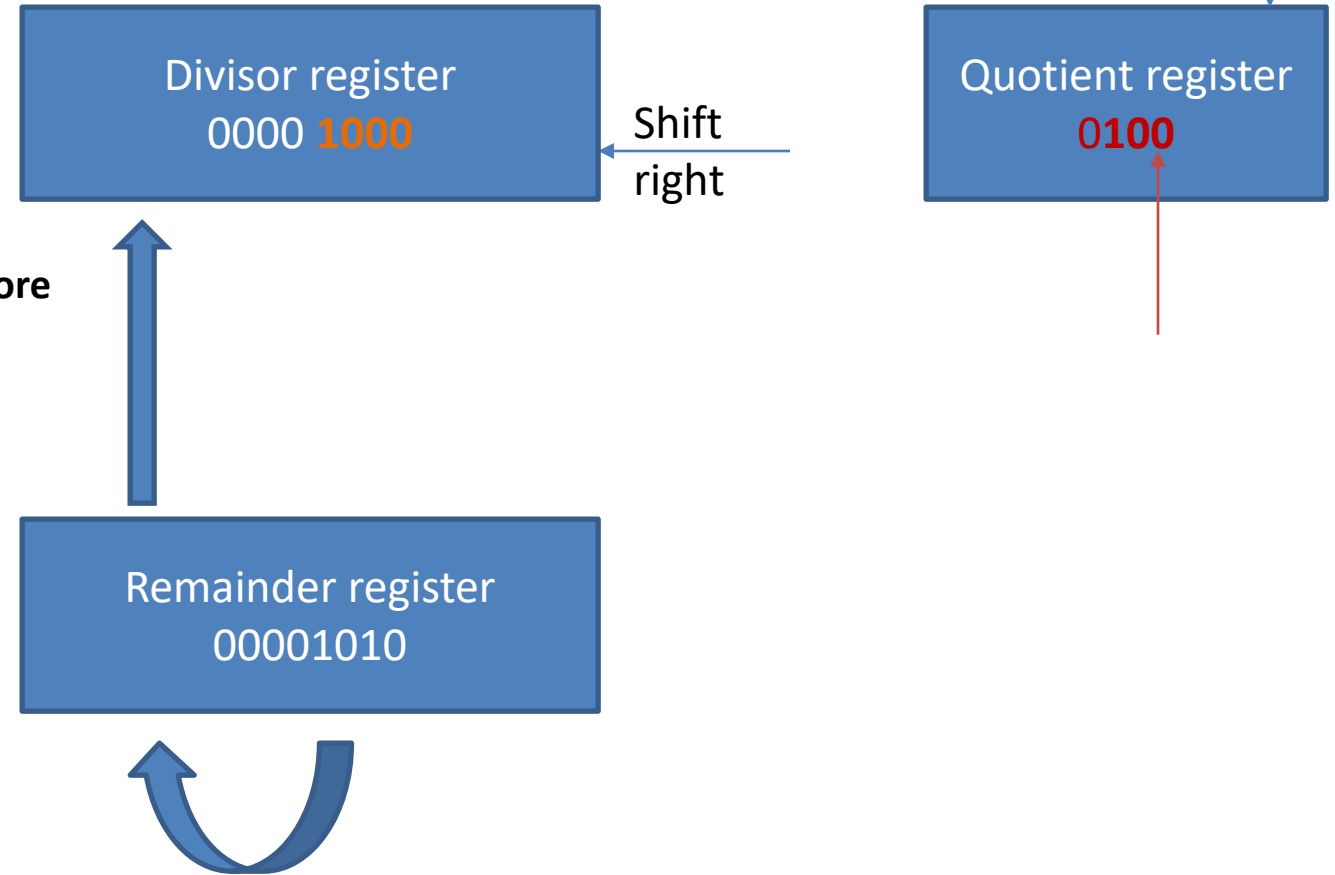 Divisor register
0000 1000
Shift
right
Quotient register
0100
ore
Remainder register
00001010